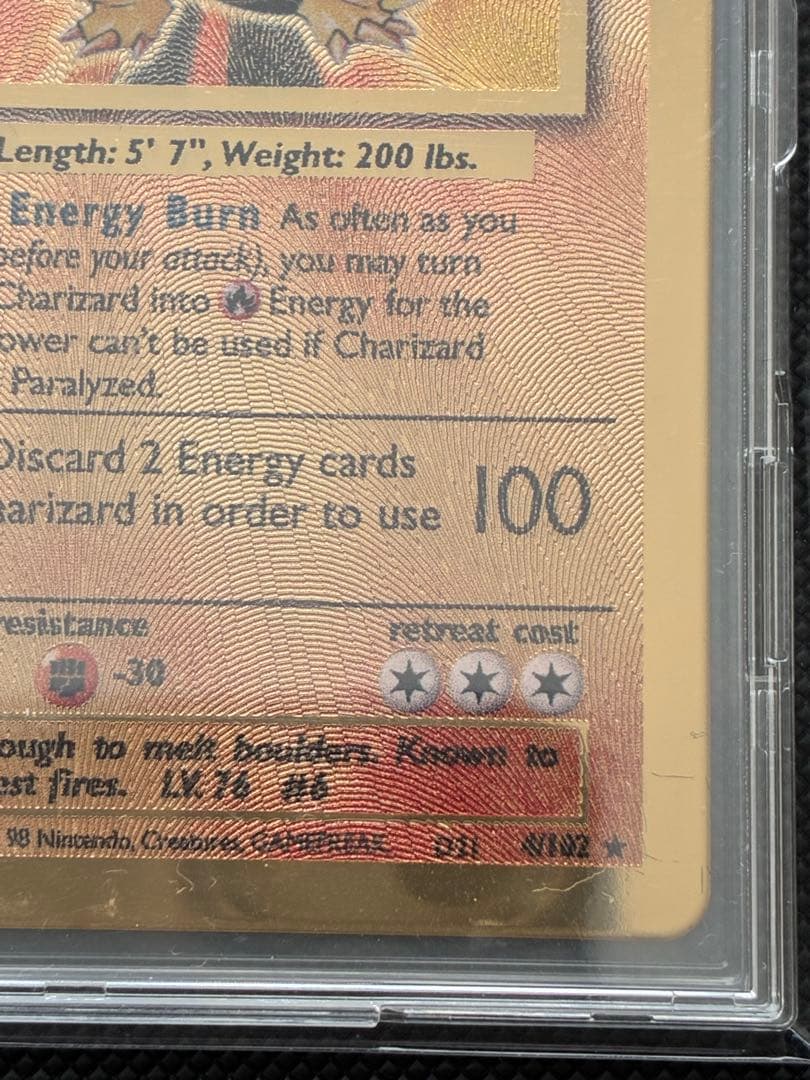 Length: 5' 7", Weight: 200 lbs.
Energy Burn As often as you
before your attack), you may turn
Charizard into Energy for the
ower can't be used if Charizard
Paralyzed.
Discard 2 Energy cards
harizard in order to use 100
resistance retreat cost
-30
ough to melt boulders. Known to
est fires. LV. 76 #6
98 Nintendo, Creatures, GAMEFREAK. 4/102 ★